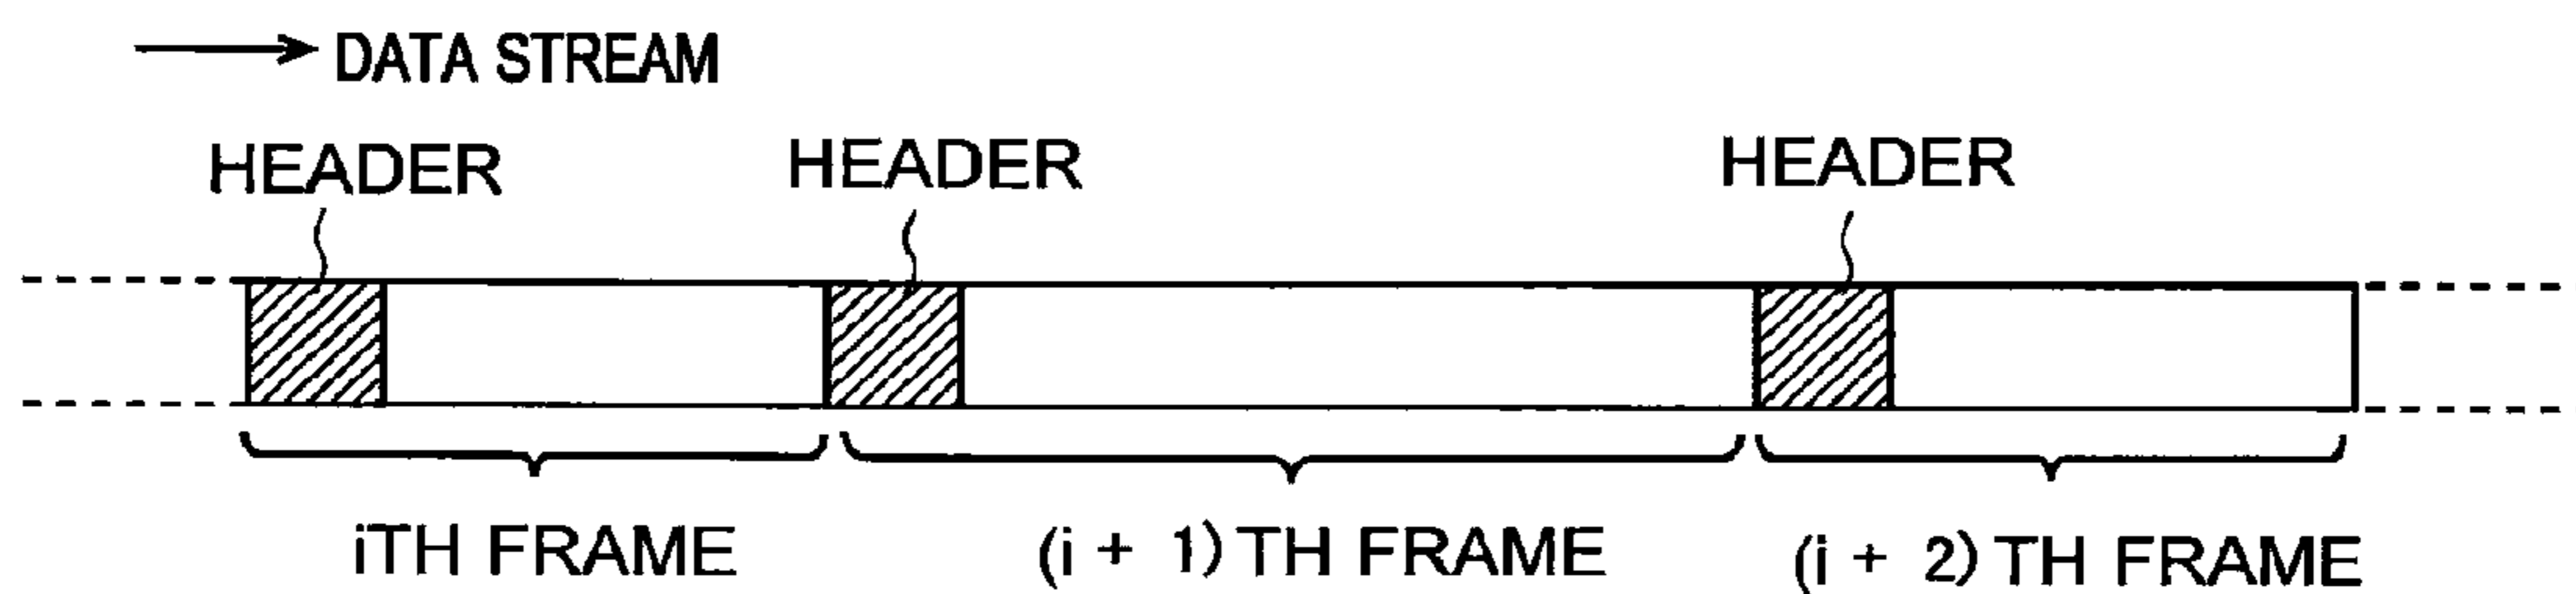 DATA STREAM
HEADER HEADER HEADER
iTH FRAME (i + 1) TH FRAME (i + 2) TH FRAME